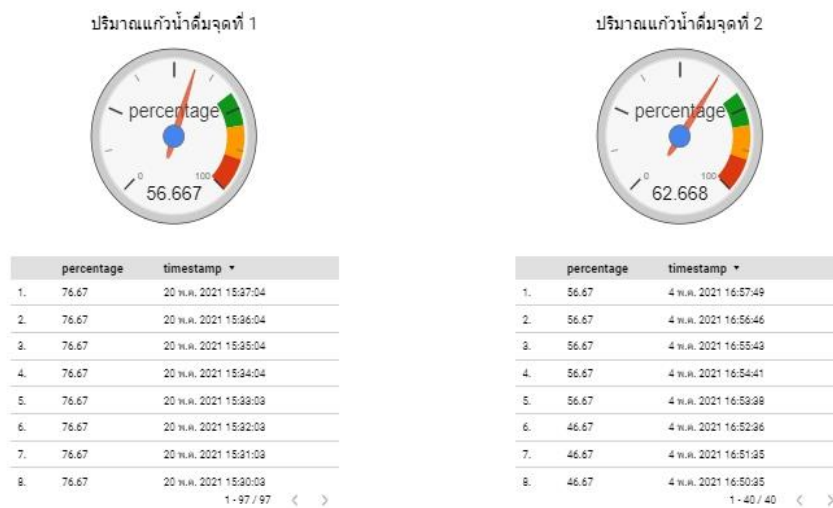 ปริมาณแก้วน้ำดื่มจุดที่ 1
percentage
0
100
56.667
percentage timestamp
1. 76.67 20 พ.ค. 2021 15:37:04
2. 76.67 20 พ.ค. 2021 15:36:04
3. 76.67 20 พ.ค. 2021 15:35:04
4. 76.67 20 พ.ค. 2021 15:34:04
5. 76.67 20 พ.ค. 2021 15:33:03
6. 76.67 20 พ.ค. 2021 15:32:03
7. 76.67 20 พ.ค. 2021 15:31:03
8. 76.67 20 พ.ค. 2021 15:30:03
1 - 97 / 97
ปริมาณแก้วน้ำดื่มจุดที่ 2
percentage
0
100
62.668
percentage timestamp
1. 56.67 4 พ.ค. 2021 16:57:49
2. 56.67 4 พ.ค. 2021 16:56:46
3. 56.67 4 พ.ค. 2021 16:55:43
4. 56.67 4 พ.ค. 2021 16:54:41
5. 56.67 4 พ.ค. 2021 16:53:38
6. 46.67 4 พ.ค. 2021 16:52:36
7. 46.67 4 พ.ค. 2021 16:51:35
8. 46.67 4 พ.ค. 2021 16:50:35
1 - 40 / 40